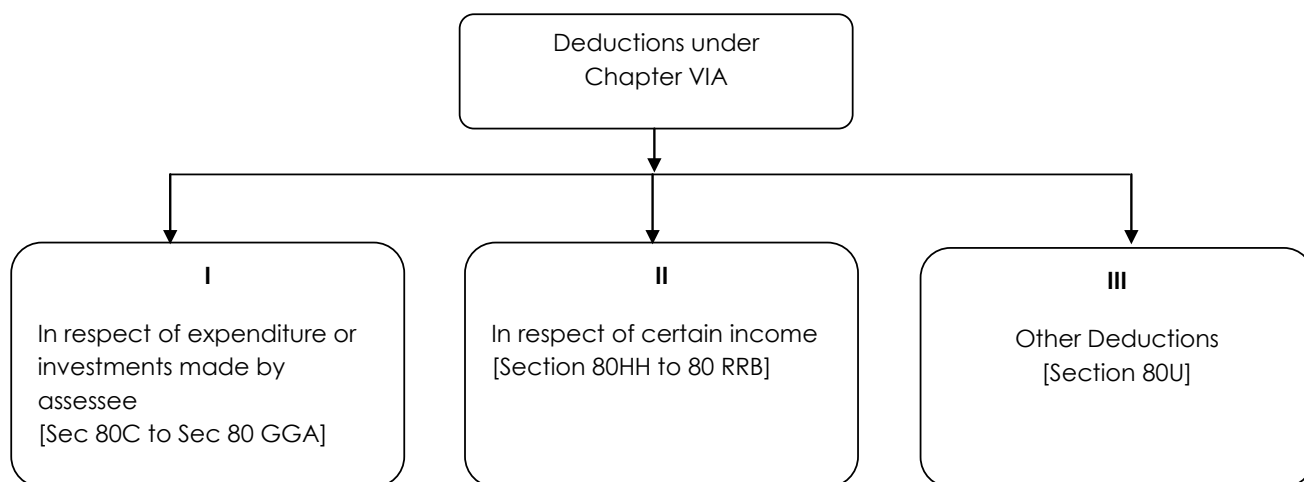 Deductions under
Chapter VIA
I
In respect of expenditure or
investments made by
assessee
[Sec 80C to Sec 80 GGA]
II
In respect of certain income
[Section 80HH to 80 RRB]
III
Other Deductions
[Section 80U]